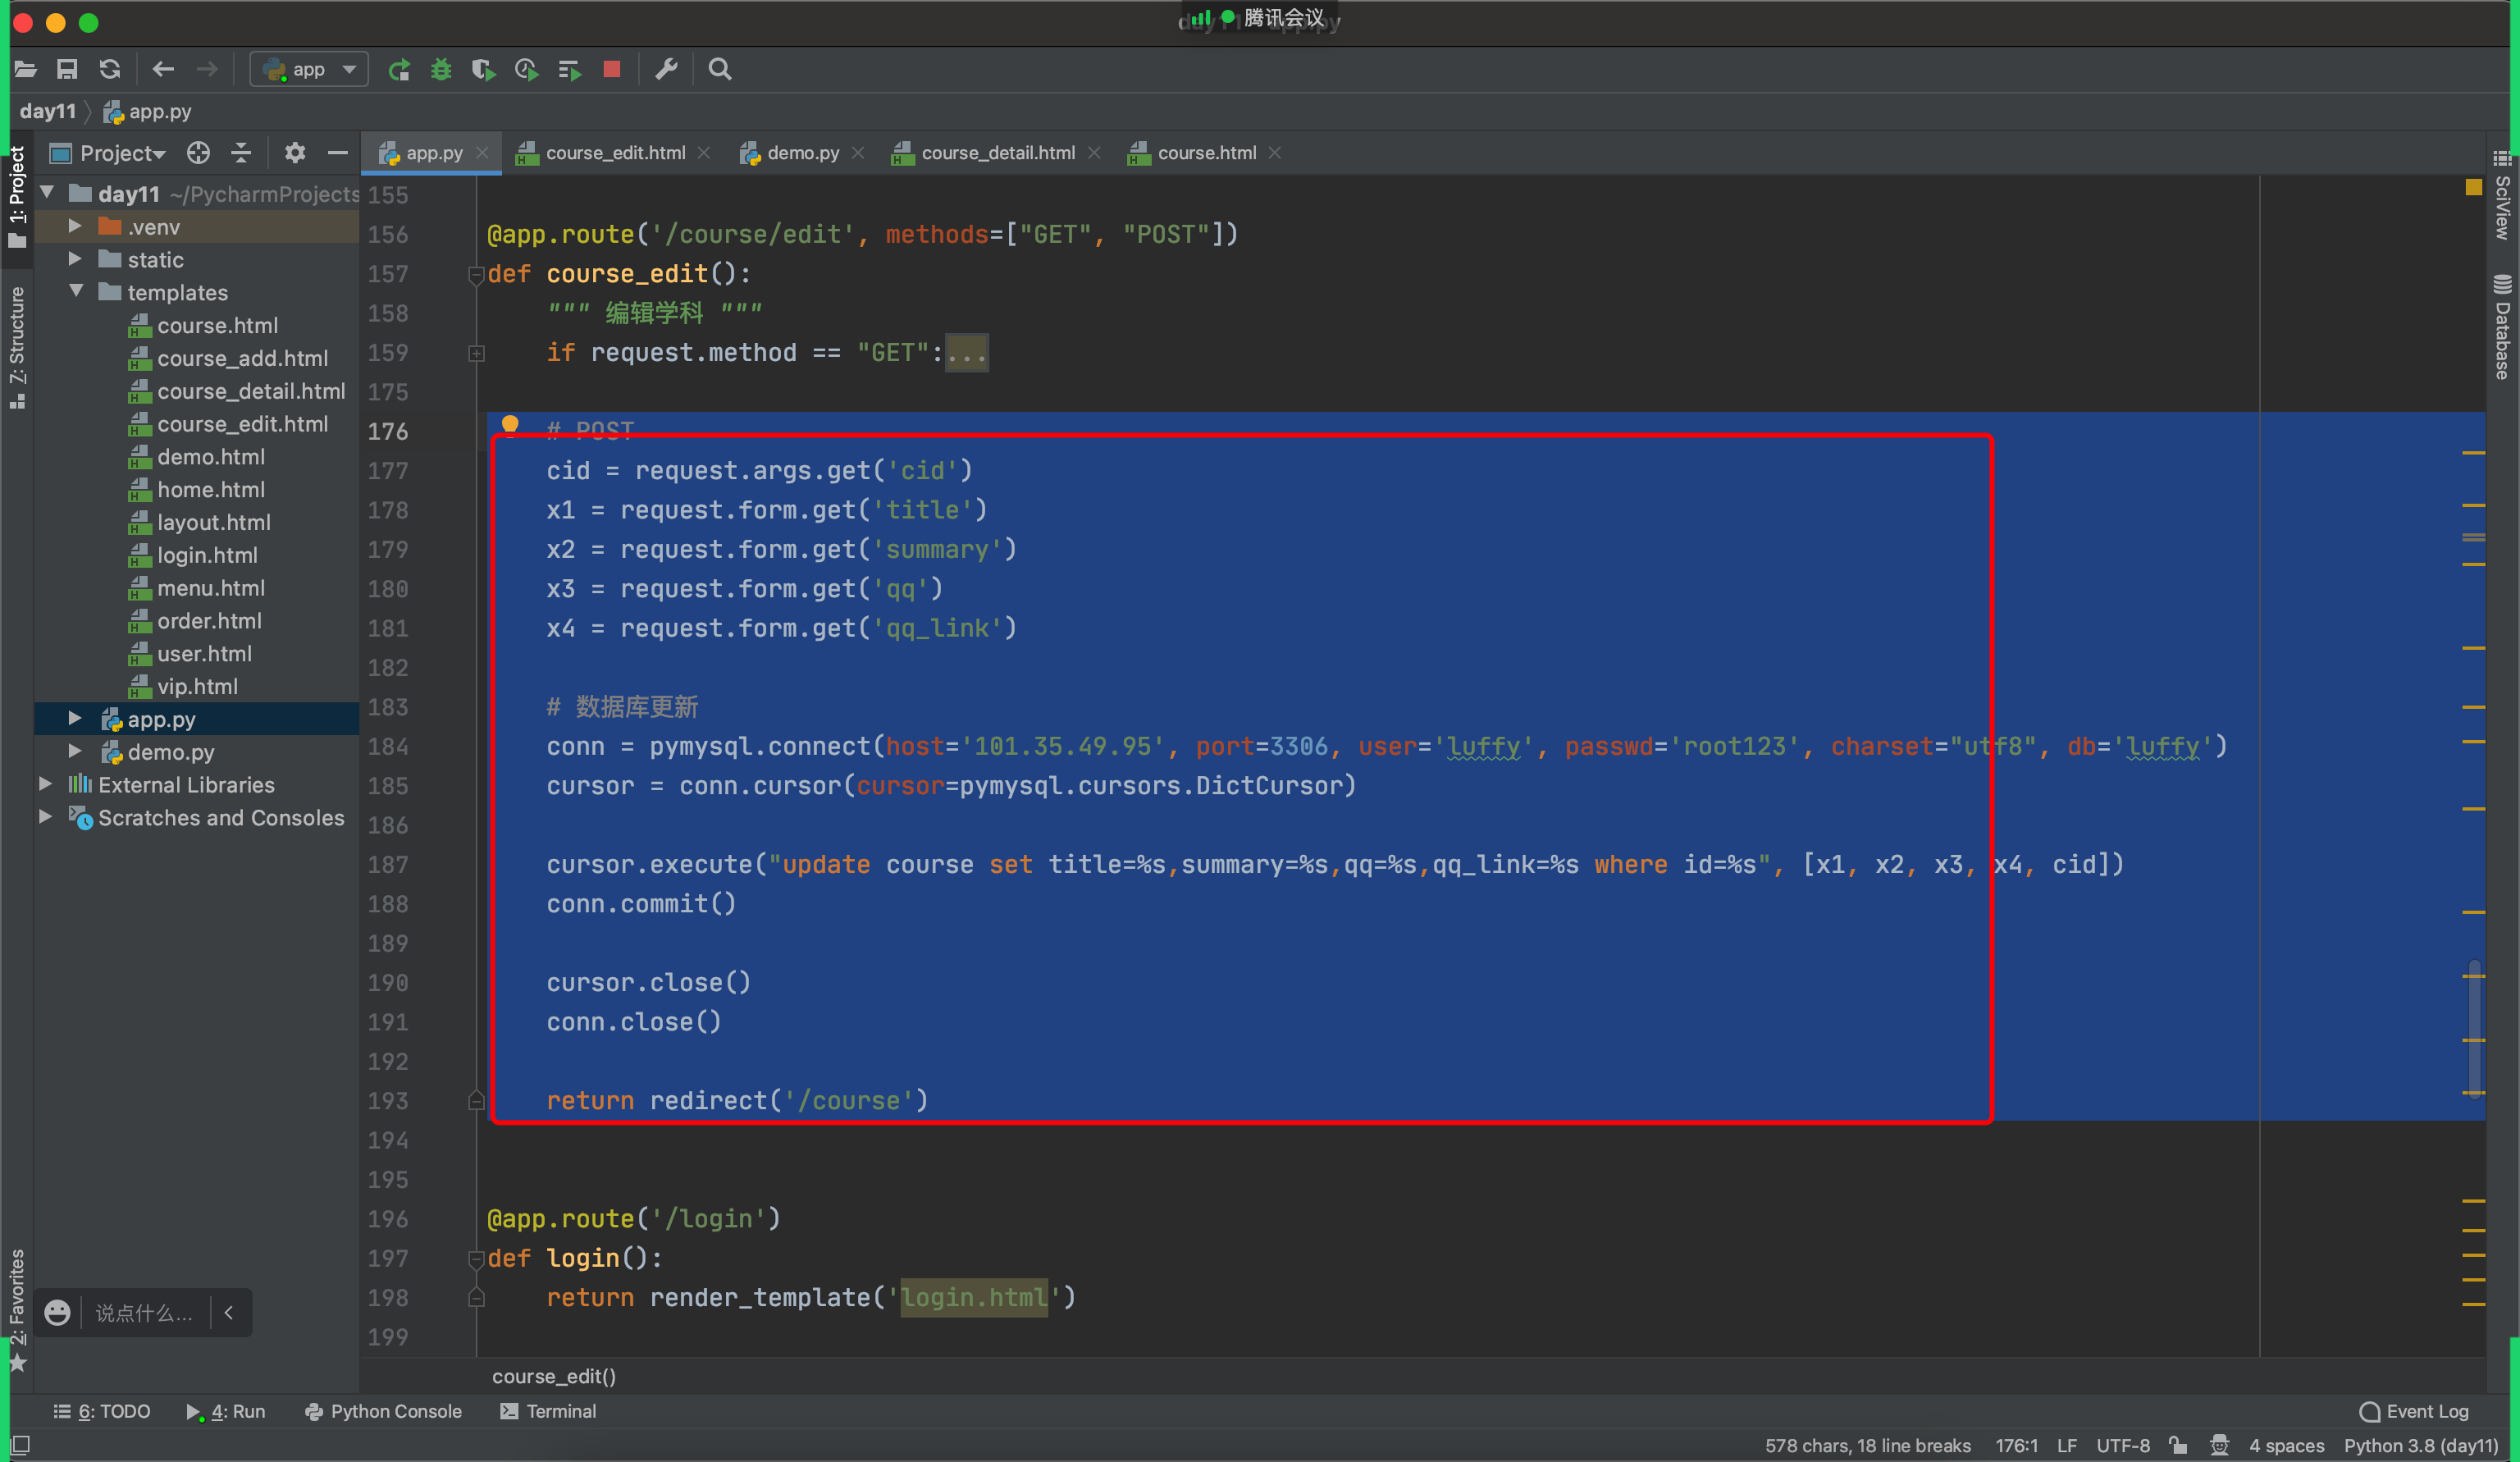 腾讯会议
app
day11 app.py
1: Project
Project
app.py
course_edit.html
demo.py
course_detail.html
course.html
day11 ~/PycharmProjects
.venv
static
templates
course.html
course_add.html
course_detail.html
course_edit.html
demo.html
home.html
layout.html
login.html
menu.html
order.html
user.html
vip.html
app.py
demo.py
External Libraries
Scratches and Consoles
7: Structure
2: Favorites
说点什么...
155
156 @app.route('/course/edit', methods=["GET", "POST"])
157 def course_edit():
158 """ 编辑学科 """
159 if request.method == "GET":...
175
176 # POST
177 cid = request.args.get('cid')
178 x1 = request.form.get('title')
179 x2 = request.form.get('summary')
180 x3 = request.form.get('qq')
181 x4 = request.form.get('qq_link')
182
183 # 数据库更新
184 conn = pymysql.connect(host='101.35.49.95', port=3306, user='luffy', passwd='root123', charset="utf8", db='luffy')
185 cursor = conn.cursor(cursor=pymysql.cursors.DictCursor)
186
187 cursor.execute("update course set title=%s,summary=%s,qq=%s,qq_link=%s where id=%s", [x1, x2, x3, x4, cid])
188 conn.commit()
189
190 cursor.close()
191 conn.close()
192
193 return redirect('/course')
194
195
196 @app.route('/login')
197 def login():
198 return render_template('login.html')
199
SciView
Database
course_edit()
6: TODO
4: Run
Python Console
Terminal
Event Log
578 chars, 18 line breaks 176:1 LF UTF-8 4 spaces Python 3.8 (day11)